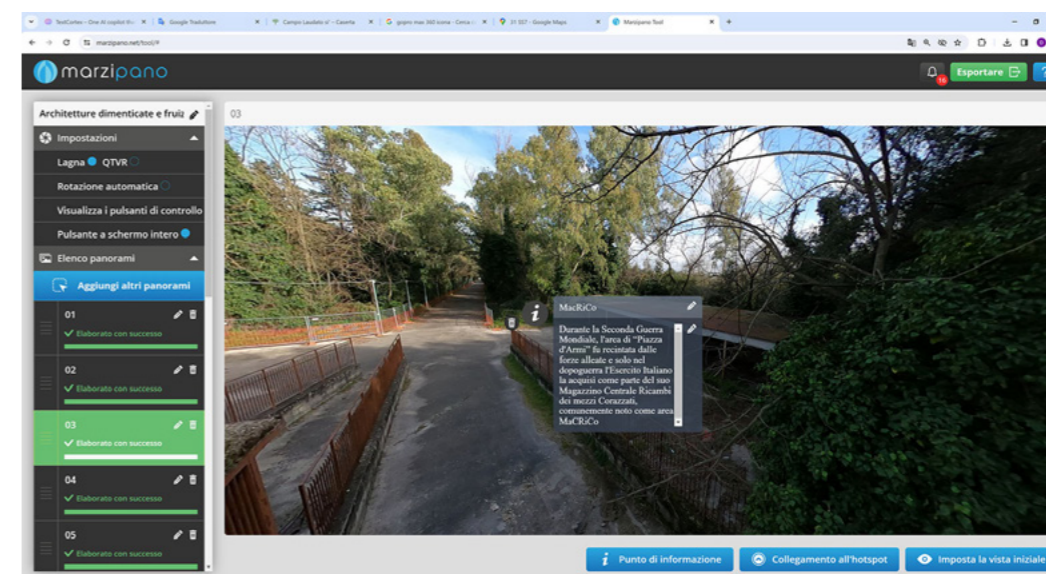 TextCortex - One AI copilot
Google Traduttore
Campo Laudato si' - Caserta
gopro max 360 icona - Cerca
21 557 - Google Maps
Marzipano Tool
marzipano.net/tool/#
marzipano
16
Esportare
?
Architetture dimenticate e fruiz
03
Impostazioni
Lagna QTVR
Rotazione automatica
Visualizza i pulsanti di controllo
Pulsante a schermo intero
Elenco panorami
Aggiungi altri panorami
01
Elaborato con successo
02
Elaborato con successo
03
Elaborato con successo
04
Elaborato con successo
05
Elaborato con successo
i
MacRiCo
Durante la Seconda Guerra
Mondiale, l'area di “Piazza
d'Armi” fu recintata dalle
forze alleate e solo nel
dopoguerra l'Esercito Italiano
la acquisì come parte del suo
Magazzino Centrale Ricambi
dei mezzi Corazzati,
comunemente noto come area
MaCRiCo
Punto di informazione
Collegamento all'hotspot
Imposta la vista iniziale